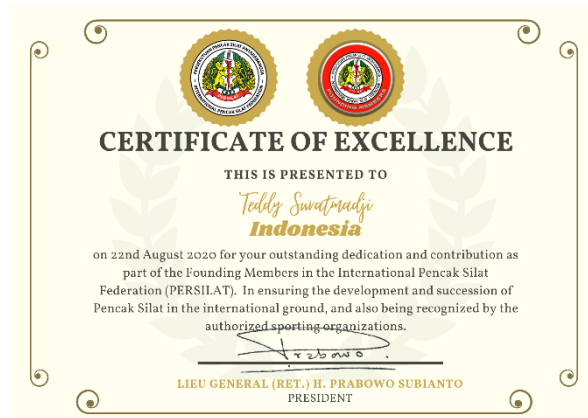 CERTIFICATE OF EXCELLENCE
THIS IS PRESENTED TO
Teddy Suratmadji
Indonesia
on 22nd August 2020 for your outstanding dedication and contribution as
part of the Founding Members in the International Pencak Silat
Federation (PERSILAT). In ensuring the development and succession of
Pencak Silat in the international ground, and also being recognized by the
authorized sporting organizations.
Prabowo
LIEU GENERAL (RET.) H. PRABOWO SUBIANTO
PRESIDENT